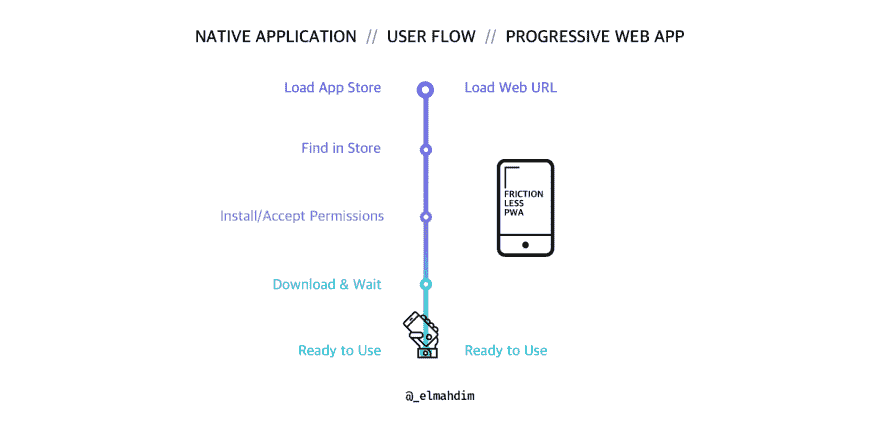 NATIVE APPLICATION // USER FLOW // PROGRESSIVE WEB APP
Load App Store
Load Web URL
Find in Store
FRICTION
LESS
PWA
Install/Accept Permissions
Download & Wait
Ready to Use
Ready to Use
@_elmahdim